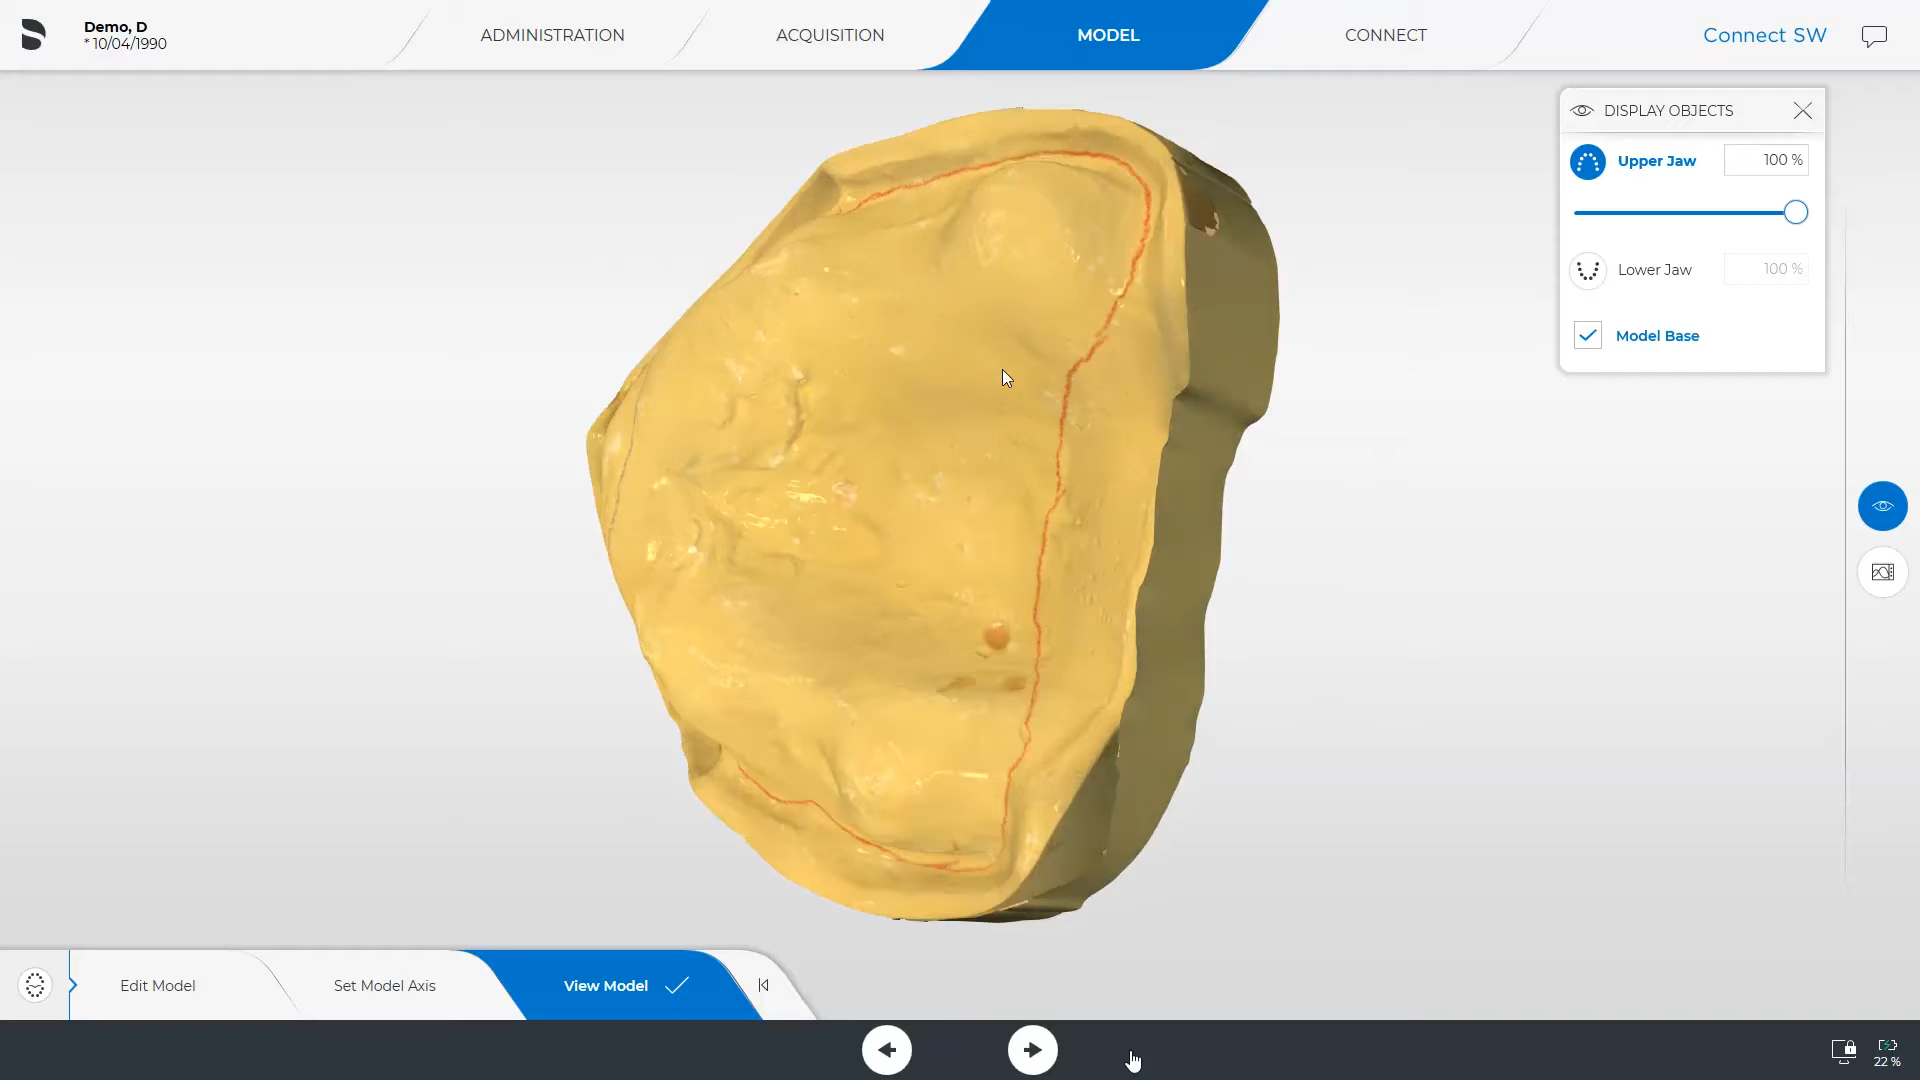 Demo, D
* 10/04/1990
ADMINISTRATION
ACQUISITION
MODEL
CONNECT
Connect SW
DISPLAY OBJECTS
Upper Jaw
100 %
Lower Jaw
100 %
Model Base
Edit Model
Set Model Axis
View Model
22 %